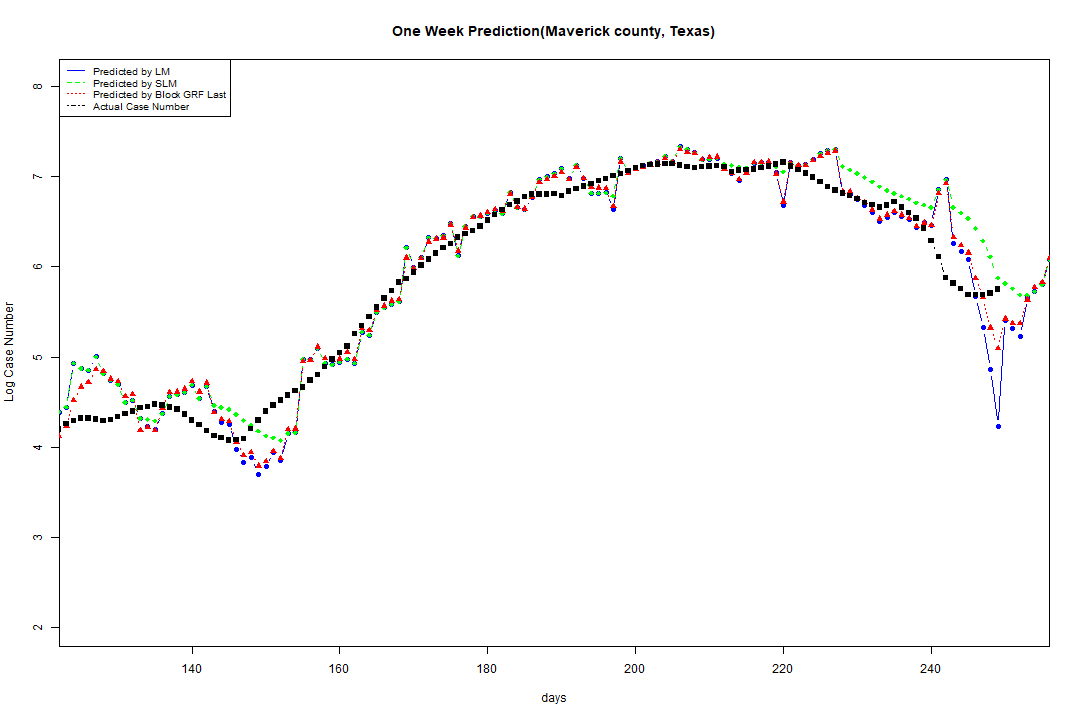 One Week Prediction(Maverick county, Texas)
Predicted by LM
Predicted by SLM
Predicted by Block GRF Last
Actual Case Number
8
7
6
5
4
3
2
Log Case Number
140 160 180 200 220 240
days